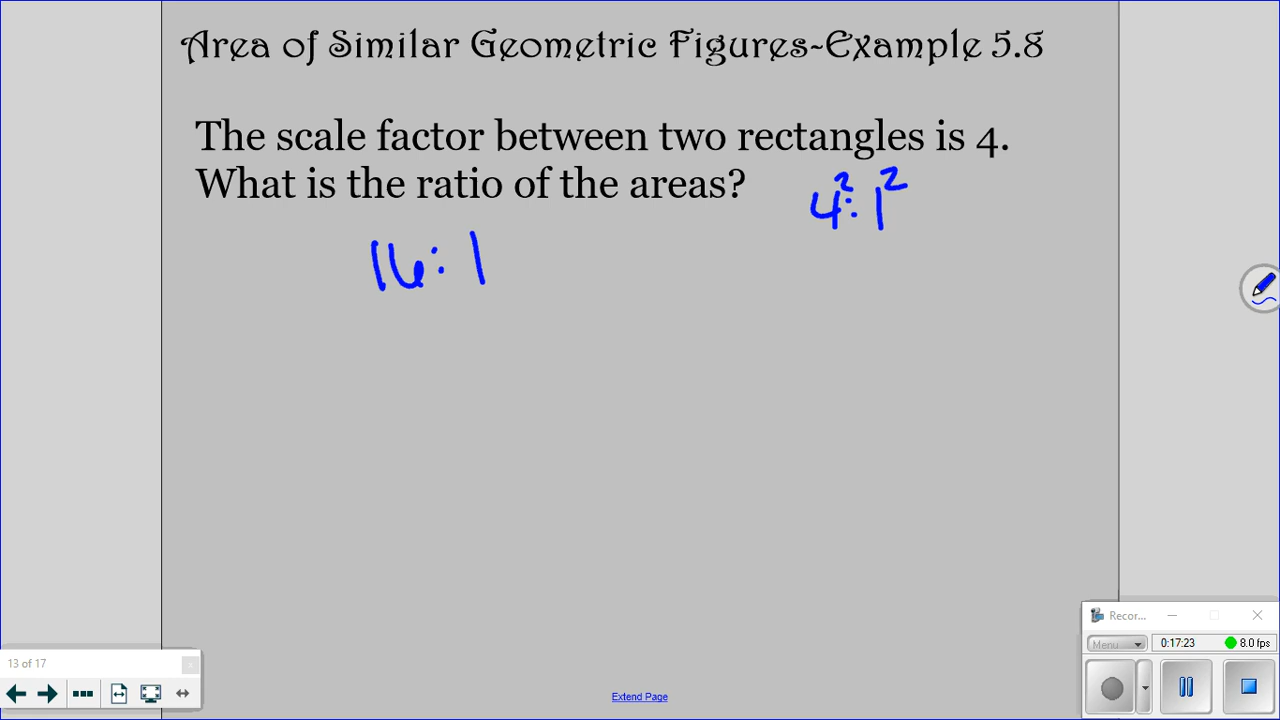 Area of Similar Geometric Figures-Example 5.8
The scale factor between two rectangles is 4.
What is the ratio of the areas?
4²:1²
16:1
13 of 17
x
Extend Page
Recor...
Menu
0:17:23
8.0 fps